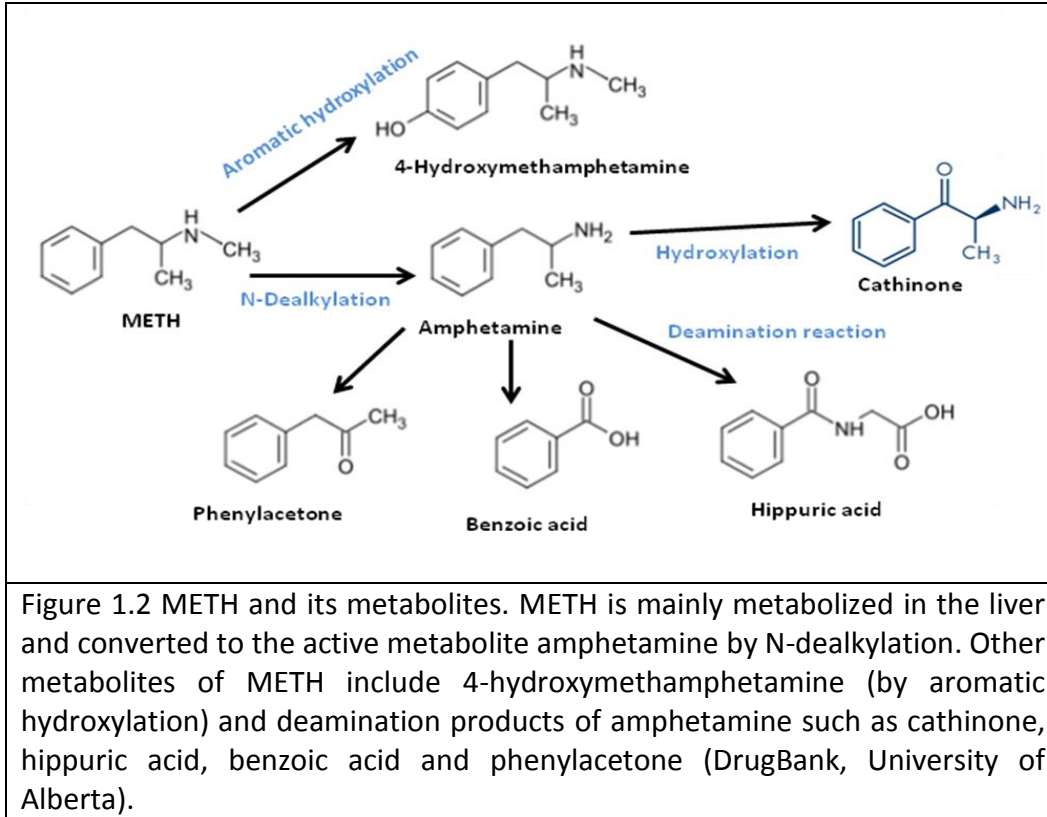 Aromatic hydroxylation
H
N
CH₃
CH₃
HO
4-Hydroxymethamphetamine
H
N
CH₃
CH₃
METH
N-Dealkylation
NH₂
CH₃
Amphetamine
Hydroxylation
O
NH₂
CH₃
Cathinone
Deamination reaction
CH₃
O
Phenylacetone
O
OH
Benzoic acid
O
NH
OH
O
Hippuric acid
Figure 1.2 METH and its metabolites. METH is mainly metabolized in the liver
and converted to the active metabolite amphetamine by N-dealkylation. Other
metabolites of METH include 4-hydroxymethamphetamine (by aromatic
hydroxylation) and deamination products of amphetamine such as cathinone,
hippuric acid, benzoic acid and phenylacetone (DrugBank, University of
Alberta).